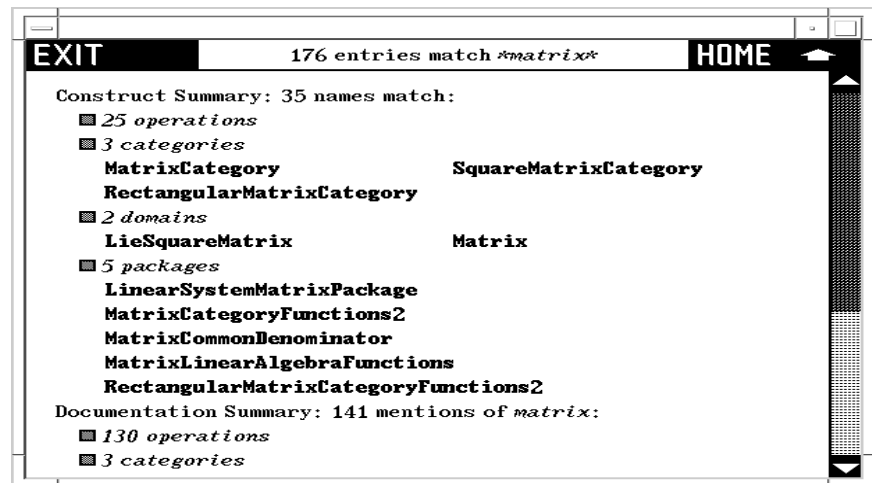 EXIT 176 entries match *matrix* HOME
Construct Summary: 35 names match:
25 operations
3 categories
MatrixCategory SquareMatrixCategory
RectangularMatrixCategory
2 domains
LieSquareMatrix Matrix
5 packages
LinearSystemMatrixPackage
MatrixCategoryFunctions2
MatrixCommonDenominator
MatrixLinearAlgebraFunctions
RectangularMatrixCategoryFunctions2
Documentation Summary: 141 mentions of matrix:
130 operations
3 categories